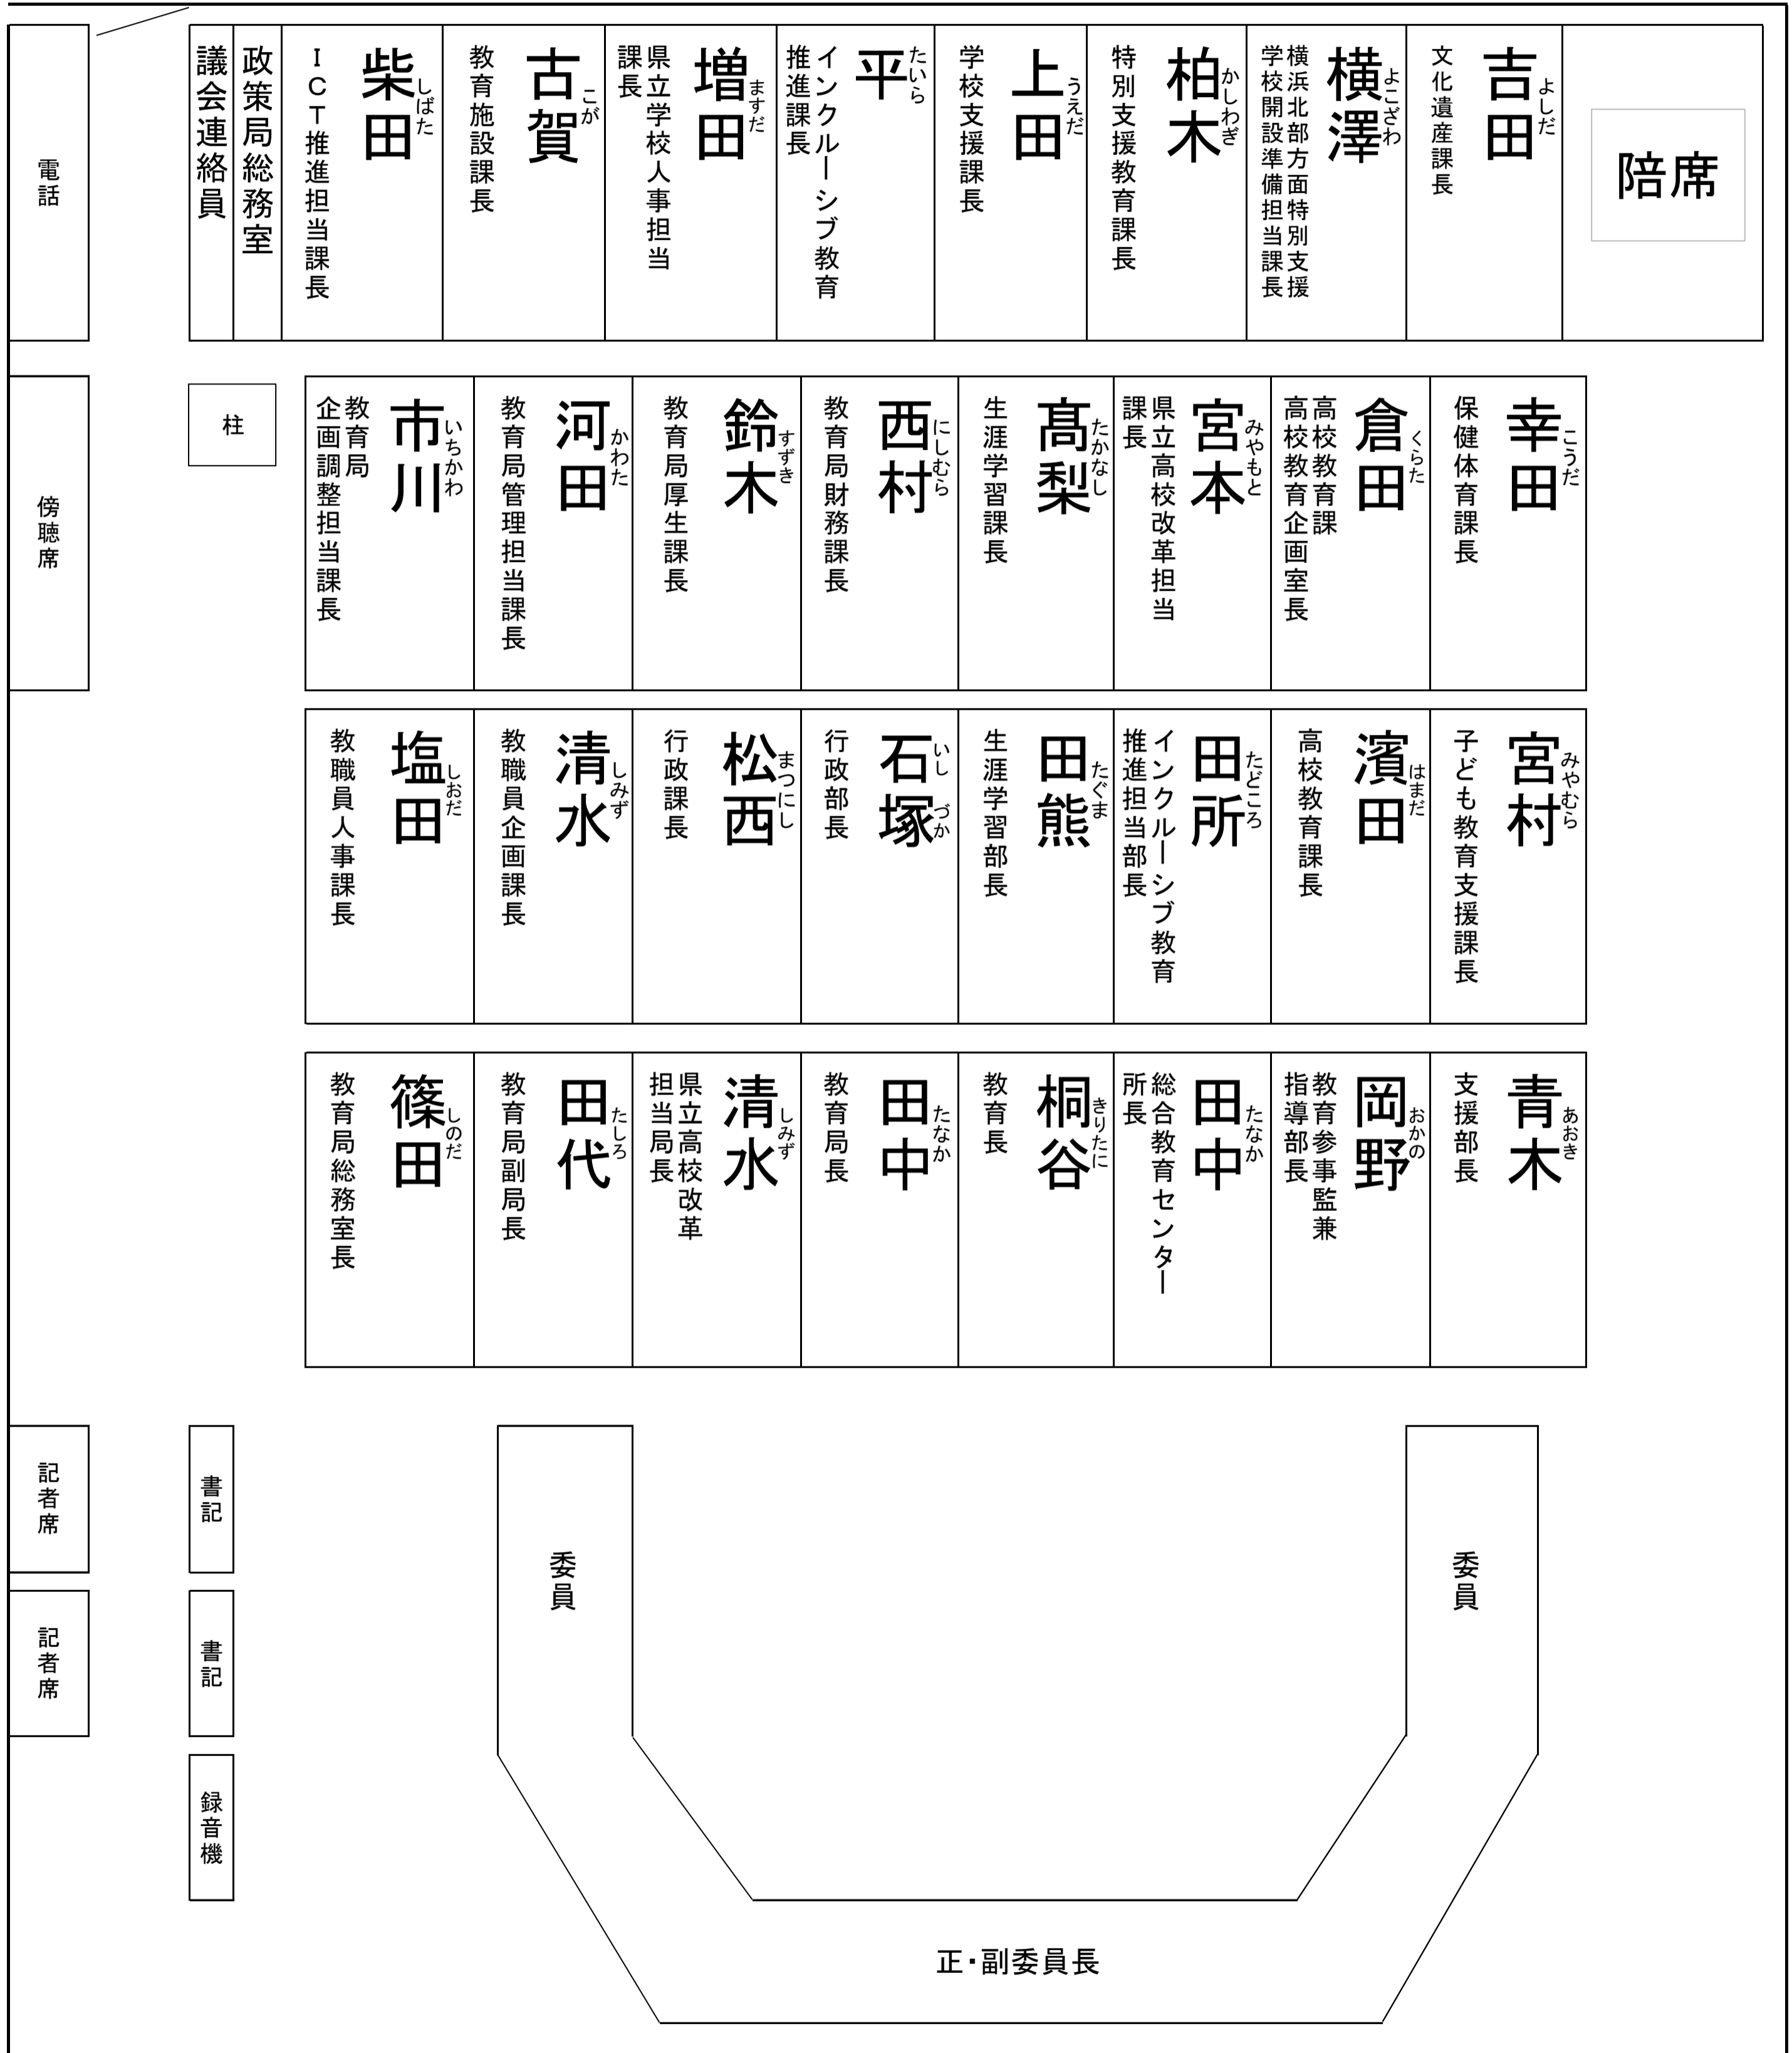 陪席
吉田
よしだ
文化遺産課長
横澤
よこざわ
横浜北部方面特別支援
学校開設準備担当課長
柏木
かしわぎ
特別支援教育課長
上田
うえだ
学校支援課長
平
たいら
インクルーシブ教育
推進課長
増田
ますだ
県立学校人事担当
課長
古賀
こが
教育施設課長
柴田
しばた
ＩＣＴ推進担当課長
政策局総務室
議会連絡員
電話
幸田
こうだ
保健体育課長
倉田
くらた
高校教育課
高校教育企画室長
宮本
みやもと
県立高校改革担当
課長
髙梨
たかなし
生涯学習課長
西村
にしむら
教育局財務課長
鈴木
すずき
教育局厚生課長
河田
かわた
教育局管理担当課長
市川
いちかわ
教育局
企画調整担当課長
柱
傍聴席
宮村
みやむら
子ども教育支援課長
濱田
はまだ
高校教育課長
田所
たどころ
インクルーシブ教育
推進担当部長
田熊
たぐま
生涯学習部長
石塚
いし づか
行政部長
松西
まつにし
行政課長
清水
しみず
教職員企画課長
塩田
しおだ
教職員人事課長
青木
あおき
支援部長
岡野
おかの
教育参事監兼
指導部長
田中
たなか
総合教育センター
所長
桐谷
きりたに
教育長
田中
たなか
教育局長
清水
しみず
県立高校改革
担当局長
田代
たしろ
教育局副局長
篠田
しのだ
教育局総務室長
委員
委員
書記
記者席
書記
記者席
録音機
正・副委員長